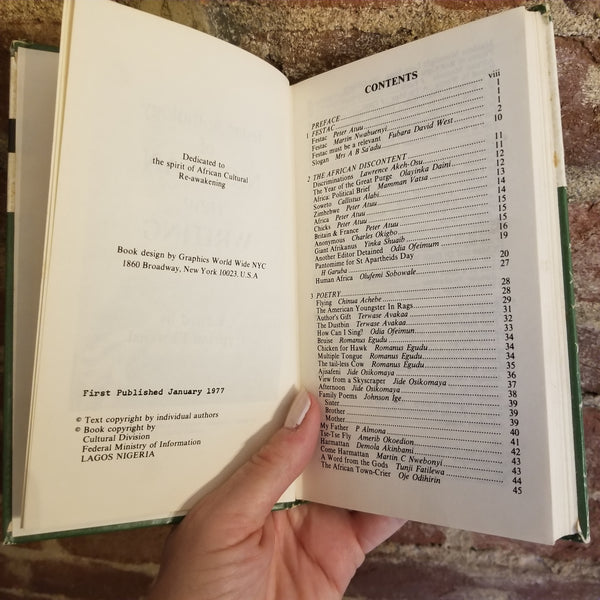 Dedicated to
the spirit of African Cultural
Re-awakening
Book design by Graphics World Wide NYC
1860 Broadway, New York 10023, U.S.A
First Published January 1977
© Text copyright by individual authors
© Book copyright by
Cultural Division
Federal Ministry of Information
LAGOS NIGERIA
CONTENTS
viii
PREFACE 1
1 FESTAC 1
Festac Peter Atuu 1
Festac Martin Nwabuenyi 2
Festac must be relevant Fubara David West 10
Slogan Mrs A B Sa'adu
2 THE AFRICAN DISCONTENT 11
Discriminations Lawrence Akeh-Osu 11
The Year of the Great Purge Olayinka Daini 12
Africa: Political Brief Mamman Vatsa 12
Soweto Callistus Alabi 13
Zimbehwe Peter Atuu 14
Africa Peter Atuu 15
Chicks Peter Atuu 15
Britain & France Peter Atuu 15
Anonymous Charles Okigbo 15
Giant Afrikanus Yinka Shuaib 16
Another Editor Detained Odia Ofeimum 19
Pantomime for St Apartheids Day
H Garuba 20
Human Africa Olufemi Sobowale 27
3 POETRY 28
Flying Chinua Achebe 28
The American Youngster In Rags 29
Author's Gift Terwase Avakaa 31
The Dustbin Terwase Avakaa 31
How Can I Sing? Odia Ofeimun 32
Bruise Romanus Egudu 33
Chicken for Hawk Romanus Egudu 34
Multiple Tongue Romanus Egudu 34
The tail-less Cow Romanus Egudu 35
Ajisafeni Jide Osikomaya 35
View from a Skyscraper Jide Osikomaya 36
Afternoon Jide Osikomaya 37
Family Poems Johnson Ige 38
Sister
Brother
Mother
My Father P Almona 40
Tse-Tse Fly Amerib Okoedion 41
Harmattan Demola Akinbami 42
Come Harmattan Martin C Nwebonyi 43
A Word from the Gods Tunji Fatilewa 43
The African Town-Crier Oje Odihirin 44
45